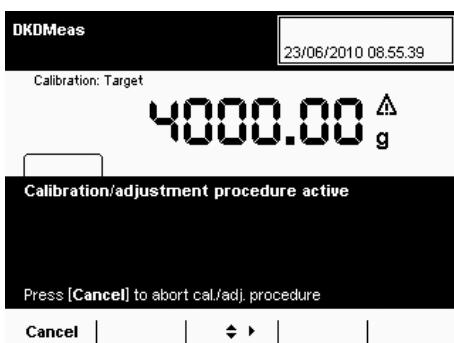 DKDMeas
23/06/2010 08.55.39
Calibration: Target
4000.00 g
Calibration/adjustment procedure active
Press [Cancel] to abort cal./adj. procedure
Cancel